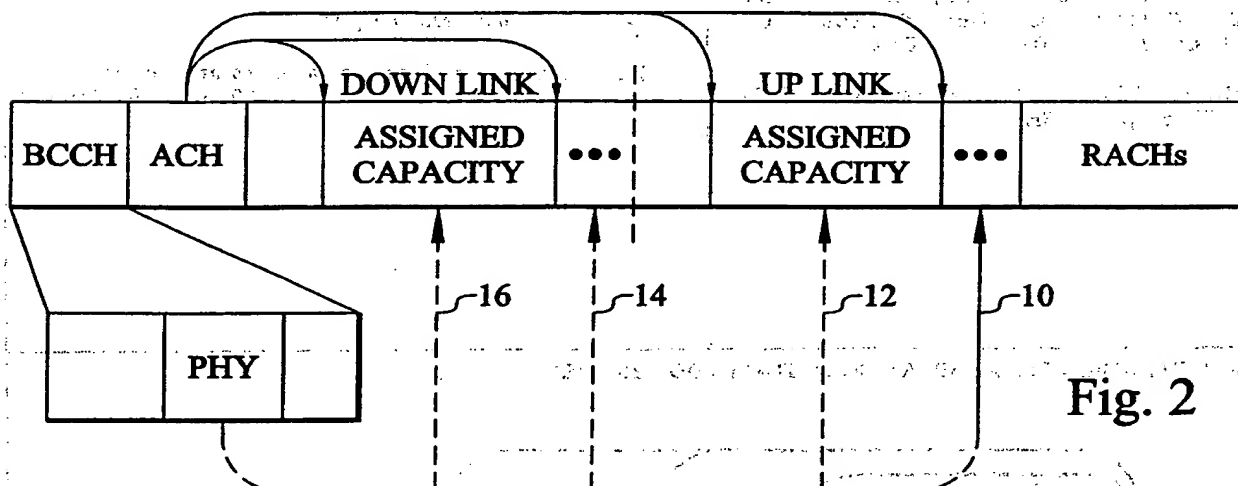 DOWN LINK
UP LINK
BCCH
ACH
ASSIGNED
CAPACITY
•••
ASSIGNED
CAPACITY
•••
RACHs
16
14
12
10
PHY
Fig. 2